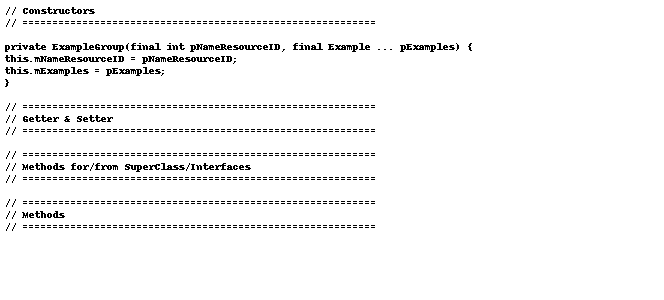 // Constructors
// ===========================================================
private ExampleGroup(final int pNameResourceID, final Example ... pExamples) {
this.mNameResourceID = pNameResourceID;
this.mExamples = pExamples;
}
// ===========================================================
// Getter & Setter
// ===========================================================
// ===========================================================
// Methods for/from SuperClass/Interfaces
// ===========================================================
// ===========================================================
// Methods
// ===========================================================